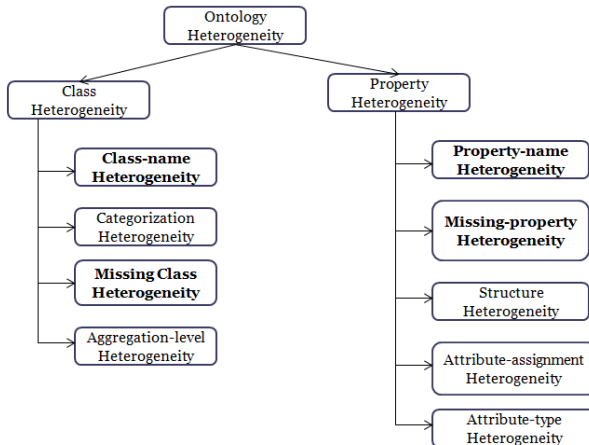 Ontology
Heterogeneity
Class
Heterogeneity
Property
Heterogeneity
Class-name
Heterogeneity
Categorization
Heterogeneity
Missing Class
Heterogeneity
Aggregation-level
Heterogeneity
Property-name
Heterogeneity
Missing-property
Heterogeneity
Structure
Heterogeneity
Attribute-assignment
Heterogeneity
Attribute-type
Heterogeneity